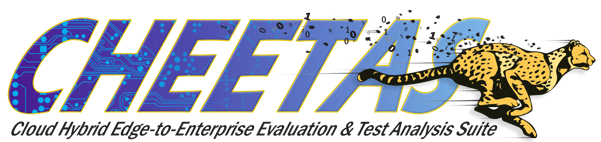 CHEETAS
Cloud Hybrid Edge-to-Enterprise Evaluation & Test Analysis Suite